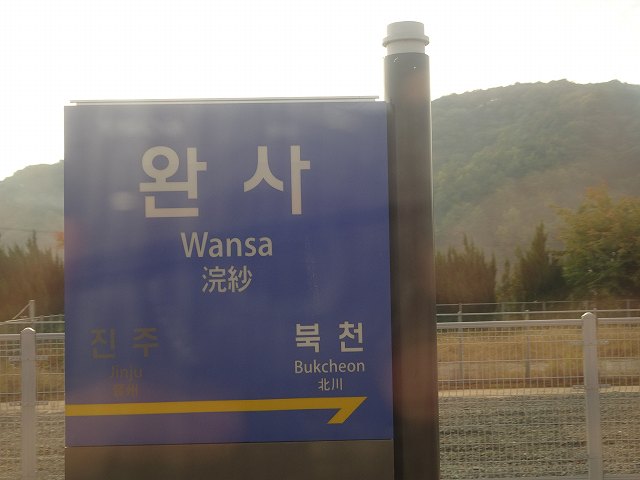 완사
Wansa
浣紗
진주
Jinju
晉州
북천
Bukcheon
北川